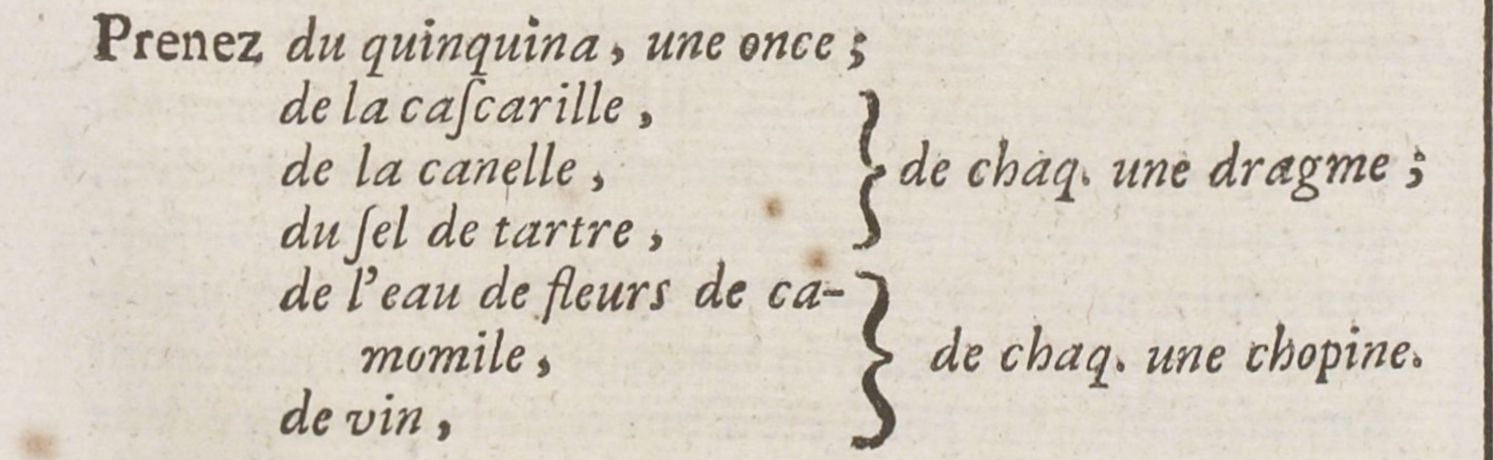 Prenez du quinquina, une once;
de la caſcarille,
de la canelle,
du ſel de tartre,
} de chaq. une dragme;
de l'eau de fleurs de ca-
momile,
de vin,
} de chaq. une chopine.